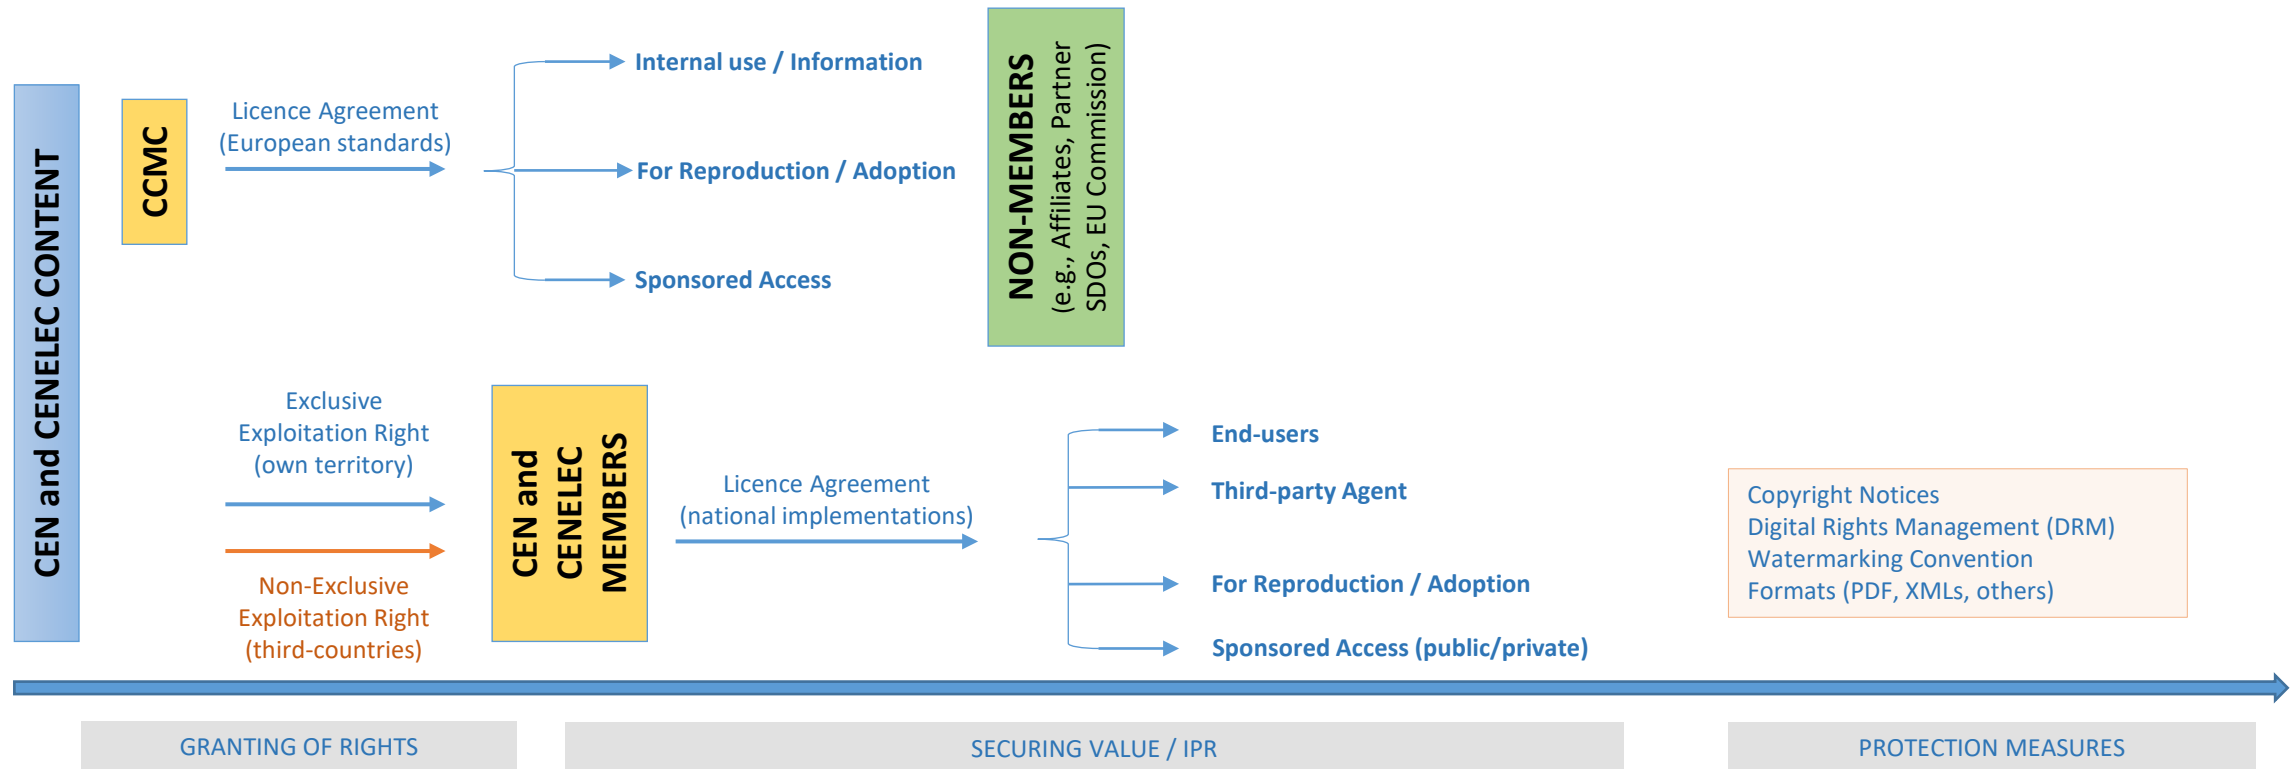 CEN and CENELEC CONTENT
CCMC
Licence Agreement
(European standards)
Internal use / Information
For Reproduction / Adoption
Sponsored Access
NON-MEMBERS
(e.g., Affiliates, Partner
SDOs, EU Commission)
Exclusive
Exploitation Right
(own territory)
Non-Exclusive
Exploitation Right
(third-countries)
CEN and
CENELEC
MEMBERS
Licence Agreement
(national implementations)
End-users
Third-party Agent
For Reproduction / Adoption
Sponsored Access (public/private)
Copyright Notices
Digital Rights Management (DRM)
Watermarking Convention
Formats (PDF, XMLs, others)
GRANTING OF RIGHTS
SECURING VALUE / IPR
PROTECTION MEASURES